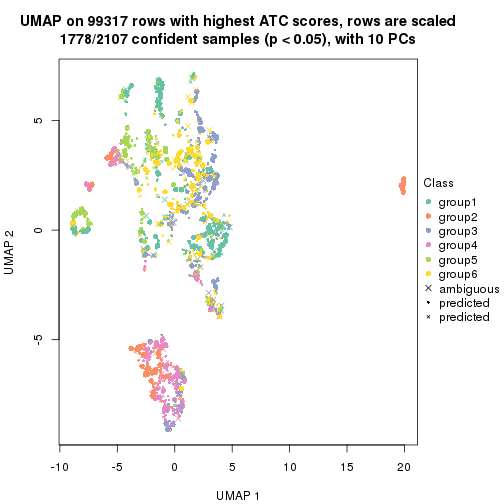 UMAP on 99317 rows with highest ATC scores, rows are scaled
1778/2107 confident samples (p < 0.05), with 10 PCs
UMAP 2
5
0
-5
-10
-5
0
5
10
15
20
UMAP 1
Class
group1
group2
group3
group4
group5
group6
ambiguous
predicted
predicted